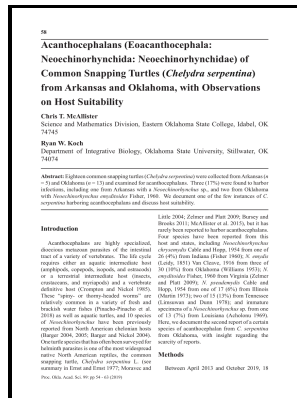 58
Acanthocephalans (Eoacanthocephala:
Neoechinorhynchida: Neoechinorhynchidae) of
Common Snapping Turtles (Chelydra serpentina)
from Arkansas and Oklahoma, with Observations
on Host Suitability
Chris T. McAllister
Science and Mathematics Division, Eastern Oklahoma State College, Idabel, OK
74745
Ryan W. Koch
Department of Integrative Biology, Oklahoma State University, Stillwater, OK
74074
Abstract: Eighteen common snapping turtles (Chelydra serpentina) were collected from Arkansas (n
= 5) and Oklahoma (n = 13) and examined for acanthocephalans. Three (17%) were found to harbor
infections, including one from Arkansas with a Neoechinorhynchus sp., and two from Oklahoma
with Neoechinorhynchus emyditoides Fisher, 1960. We document one of the few instances of C.
serpentina harboring acanthocephalans and discuss host suitability.
Introduction
Acanthocephalans are highly specialized,
dioecious metazoan parasites of the intestinal
tract of a variety of vertebrates. The life cycle
requires either an aquatic intermediate host
(amphipods, copepods, isopods, and ostracods)
or a terrestrial intermediate host (insects,
crustaceans, and myriapods) and a vertebrate
definitive host (Crompton and Nickol 1985).
These "spiny- or thorny-headed worms" are
relatively common in a variety of fresh and
brackish water fishes (Pinacho-Pinacho et al.
2018) as well as aquatic turtles, and 10 species
of Neoechinorhynchus have been previously
reported from North American chelonian hosts
(Barger 2004, 2005; Barger and Nickol 2004).
One turtle species that has often been surveyed for
helminth parasites is one of the most widespread
native North American reptiles, the common
snapping turtle, Chelydra serpentina L. (see
summary in Ernst and Ernst 1977; Moravec and
Little 2004; Zelmer and Platt 2009; Bursey and
Brooks 2011; McAllister et al. 2015), but it has
rarely been reported to harbor acanthocephalans.
Four species have been reported from this
host and states, including Neoechinorhynchus
chrysemydis Cable and Hopp, 1954 from one of
26 (4%) from Indiana (Fisher 1960); N. emydis
(Leidy, 1851) Van Cleave, 1916 from three of
30 (10%) from Oklahoma (Williams 1953); N.
emyditoides Fisher, 1960 from Virginia (Zelmer
and Platt 2009); N. pseudemydis Cable and
Hopp, 1954 from one of 17 (6%) from Illinois
(Martin 1973); two of 15 (13%) from Tennessee
(Linzaweau and Dunn 1978); and immature
specimens of a Neoechinorhynchus sp. from one
of 13 (7%) from Louisiana (Acholonu 1969).
Here, we document the second report of a certain
species of acanthocephalan from C. serpentina
from Oklahoma, with insight regarding the
scarcity of reports.
Methods
Between April 2013 and October 2019, 18
Proc. Okla. Acad. Sci. 99: pp 54 - 63 (2019)